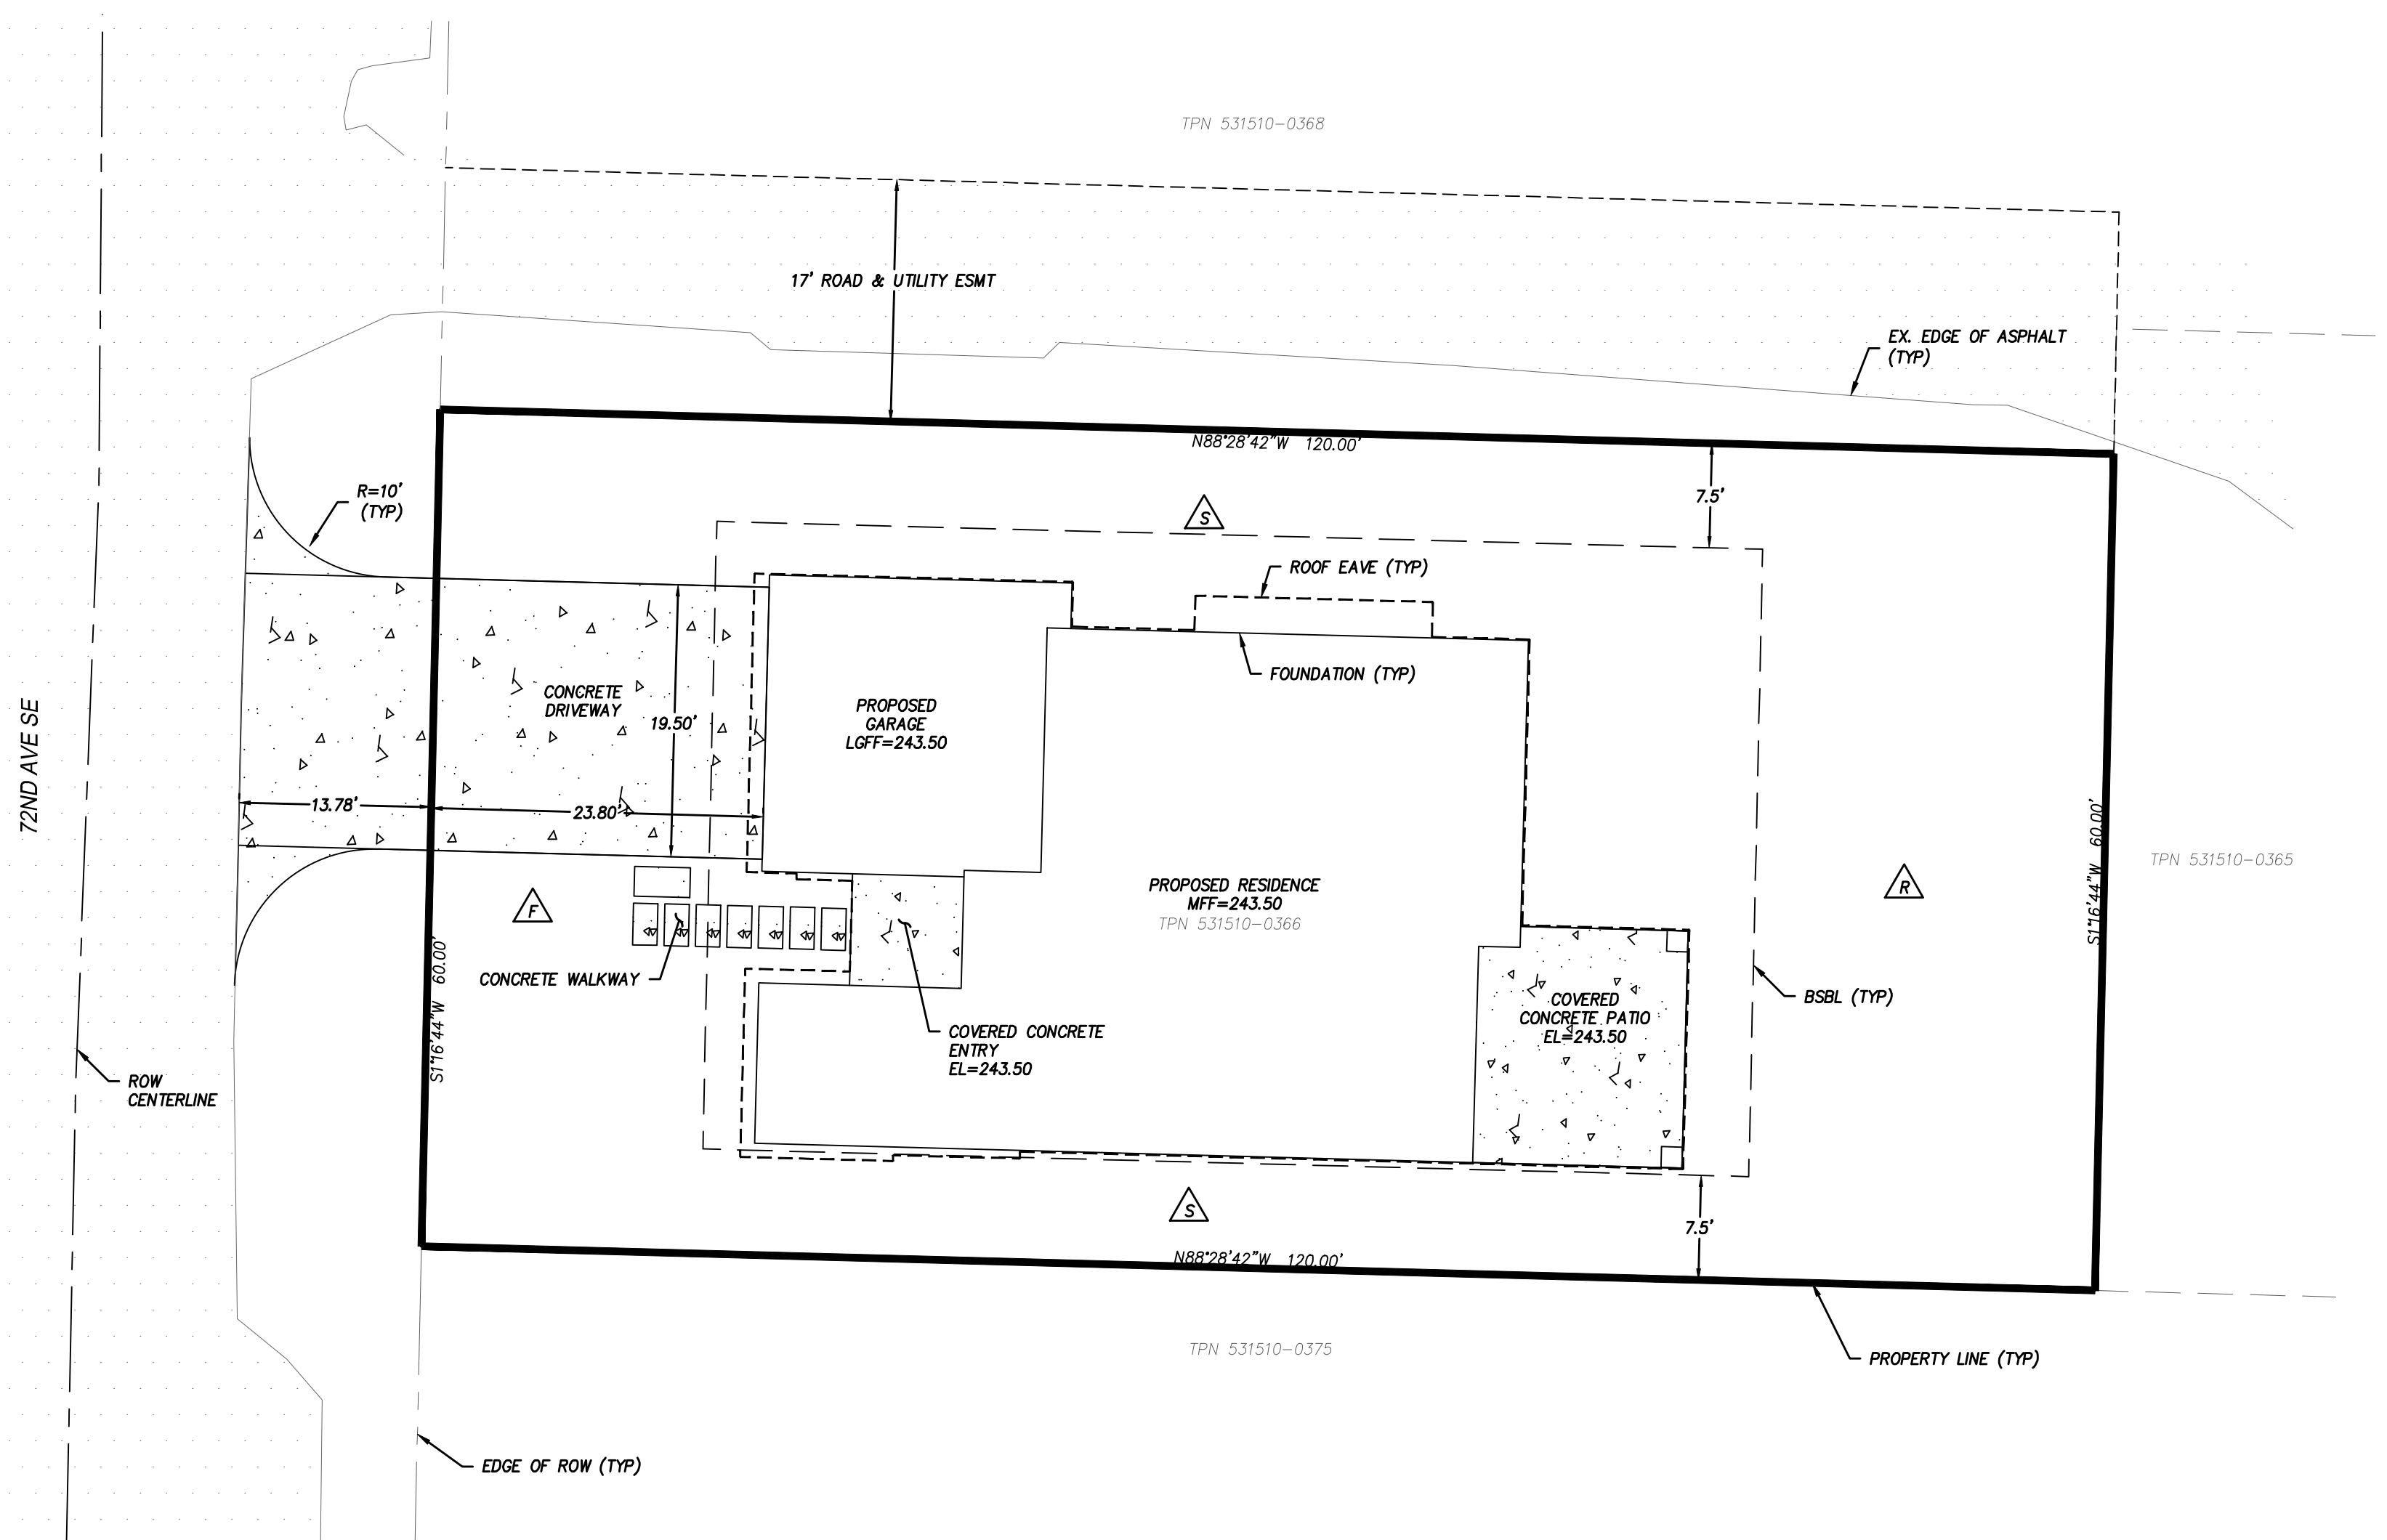 TPN 531510-0368
17' ROAD & UTILITY ESMT
EX. EDGE OF ASPHALT
(TYP)
N88°28'42"W 120.00'
R=10'
(TYP)
7.5'
S
ROOF EAVE (TYP)
FOUNDATION (TYP)
CONCRETE
DRIVEWAY
19.50'
PROPOSED
GARAGE
LGFF=243.50
72ND AVE SE
13.78'
23.80'
S1°16'44"W 60.00'
TPN 531510-0365
R
F
PROPOSED RESIDENCE
MFF=243.50
TPN 531510-0366
CONCRETE WALKWAY
S1°16'44"W 60.00'
COVERED
CONCRETE PATIO
EL=243.50
BSBL (TYP)
COVERED CONCRETE
ENTRY
EL=243.50
ROW
CENTERLINE
S
7.5'
N88°28'42"W 120.00'
TPN 531510-0375
PROPERTY LINE (TYP)
EDGE OF ROW (TYP)